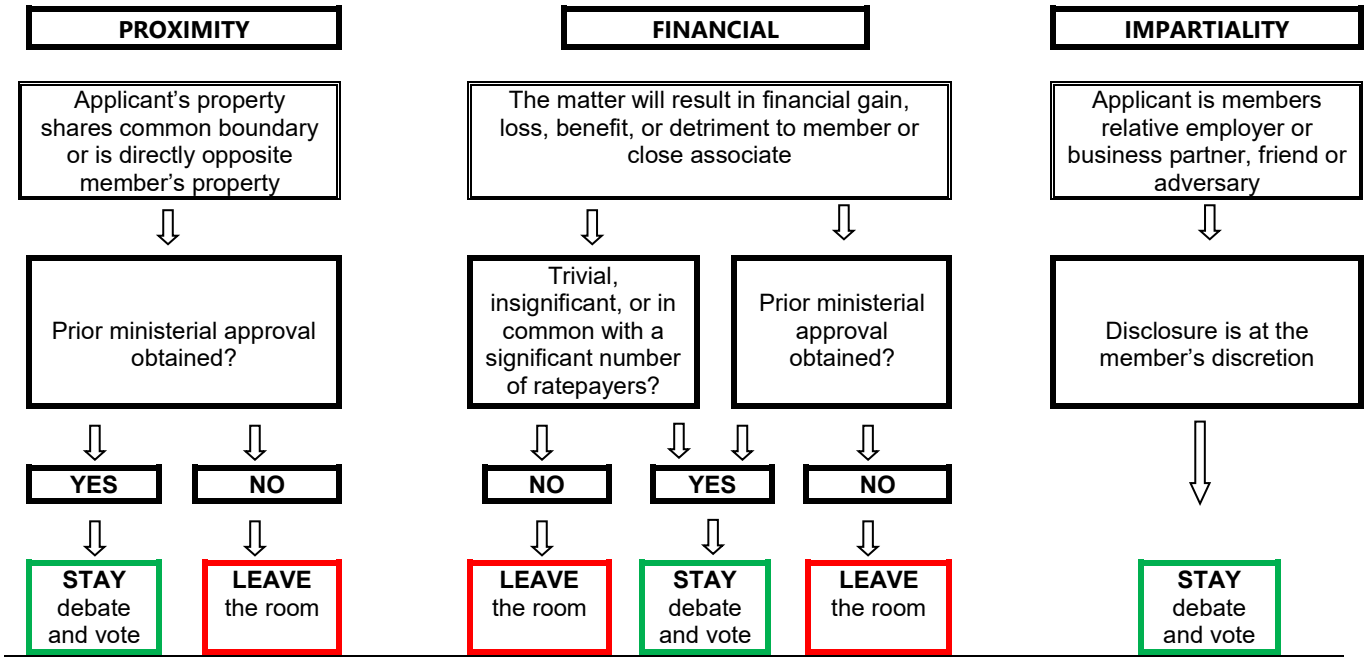 PROXIMITY
FINANCIAL
IMPARTIALITY
Applicant's property
shares common boundary
or is directly opposite
member's property
The matter will result in financial gain,
loss, benefit, or detriment to member or
close associate
Applicant is members
relative employer or
business partner, friend or
adversary
Prior ministerial approval
obtained?
Trivial,
insignificant, or in
common with a
significant number
of ratepayers?
Prior ministerial
approval
obtained?
Disclosure is at the
member's discretion
YES
NO
NO
YES
NO
STAY
debate
and vote
LEAVE
the room
LEAVE
the room
STAY
debate
and vote
LEAVE
the room
STAY
debate
and vote